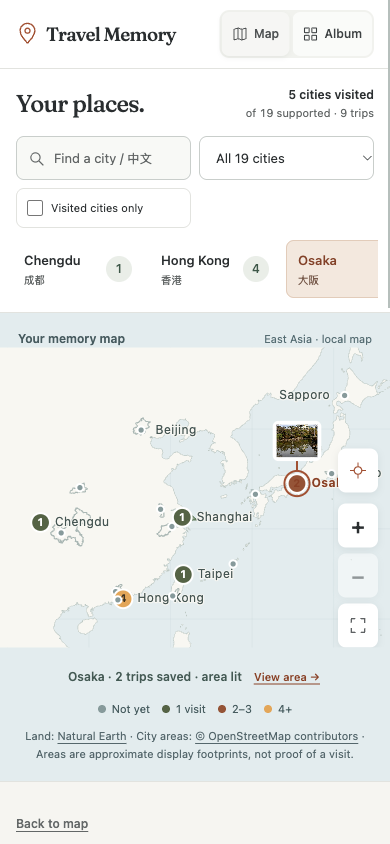 Travel Memory
Map
Album
Your places.
5 cities visited
of 19 supported · 9 trips
Find a city / 中文
All 19 cities
Visited cities only
Chengdu
成都
1
Hong Kong
香港
4
Osaka
大阪
Your memory map
East Asia · local map
Sapporo
Beijing
Osa
1
Chengdu
1
Shanghai
1
Taipei
Hong Kong
Osaka · 2 trips saved · area lit
View area →
Not yet
1 visit
2–3
4+
Land: Natural Earth · City areas: © OpenStreetMap contributors ·
Areas are approximate display footprints, not proof of a visit.
Back to map